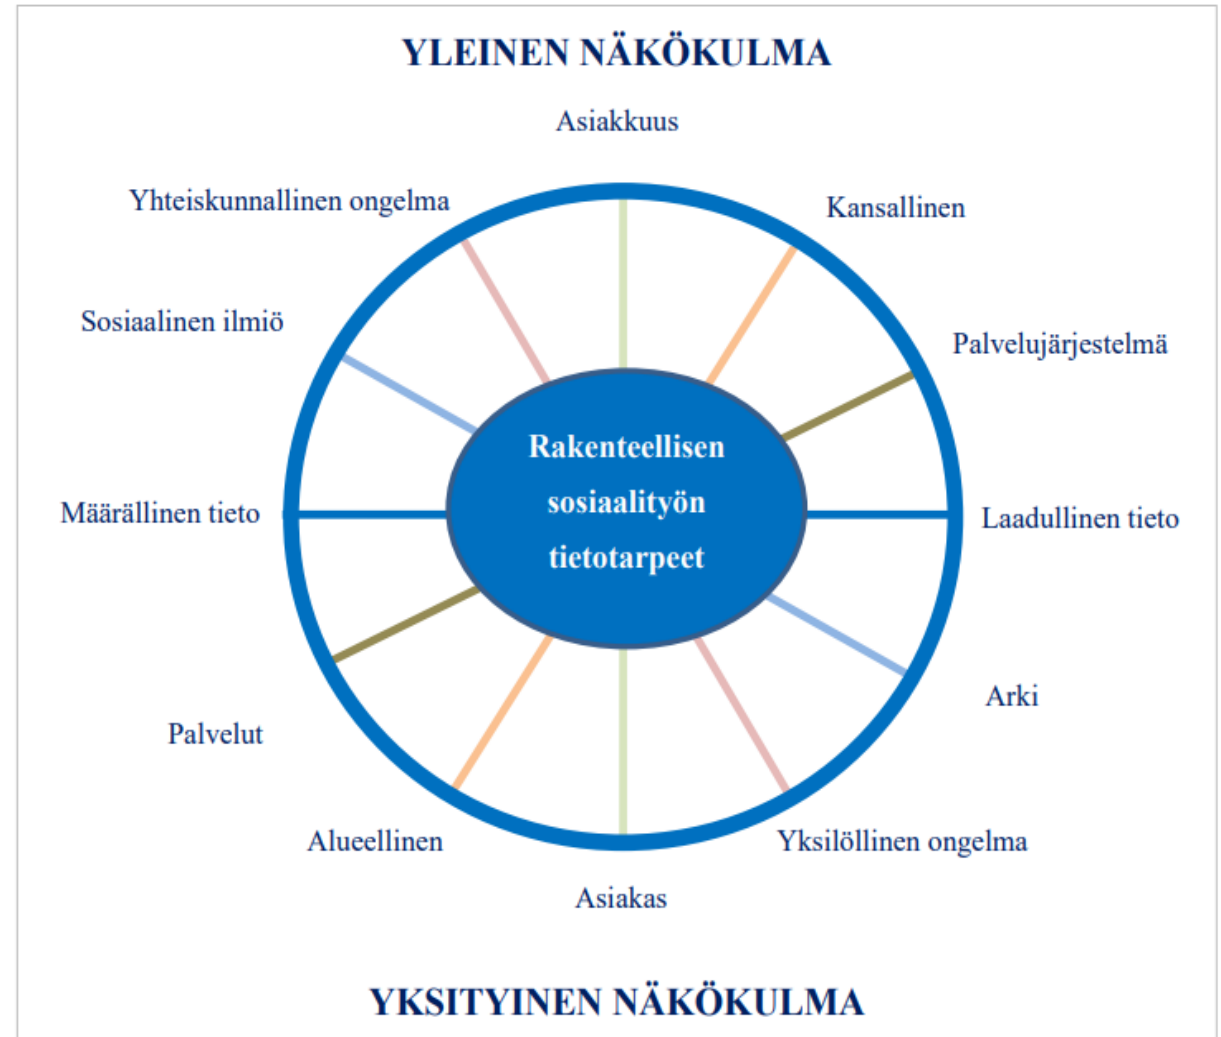 YLEINEN NÄKÖKULMA
Asiakkuus
Yhteiskunnallinen ongelma
Kansallinen
Sosiaalinen ilmiö
Palvelujärjestelmä
Rakenteellisen
sosiaalityön
tietotarpeet
Määrällinen tieto
Laadullinen tieto
Arki
Palvelut
Alueellinen
Yksilöllinen ongelma
Asiakas
YKSITYINEN NÄKÖKULMA